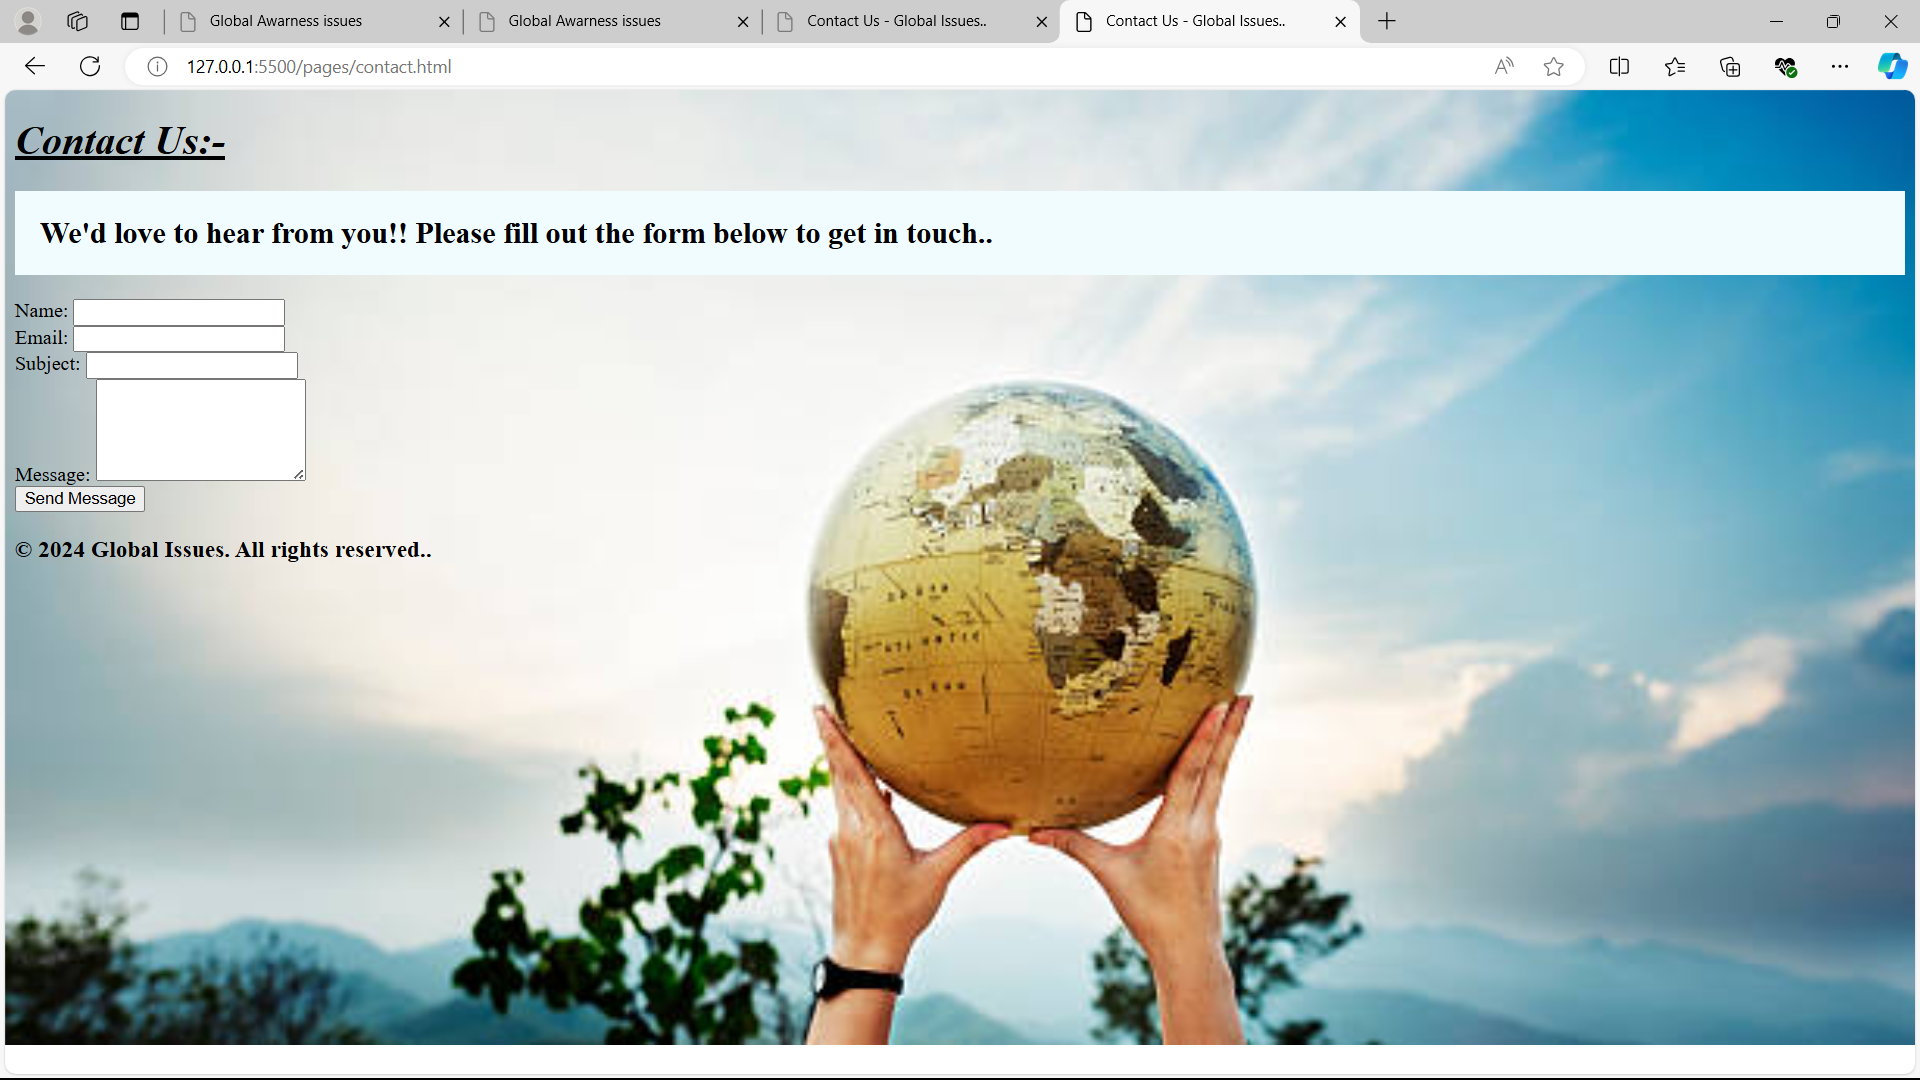 Global Awarness issues
Global Awarness issues
Contact Us - Global Issues..
Contact Us - Global Issues..
127.0.0.1:5500/pages/contact.html
Contact Us:-
We'd love to hear from you!! Please fill out the form below to get in touch..
Name:
Email:
Subject:
Message:
Send Message
© 2024 Global Issues. All rights reserved..